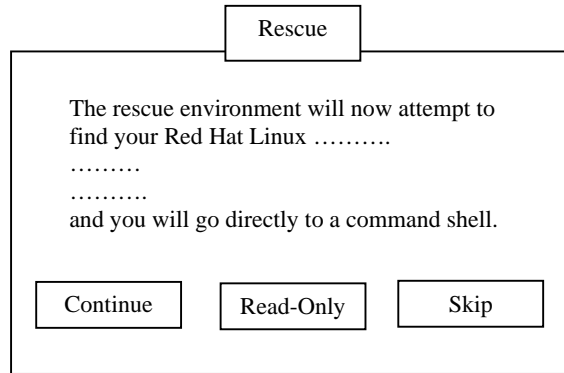 Rescue
The rescue environment will now attempt to
find your Red Hat Linux ……….
………
……….
and you will go directly to a command shell.
Continue
Read-Only
Skip